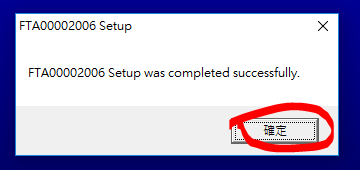 FTA00002006 Setup
FTA00002006 Setup was completed successfully.
確定